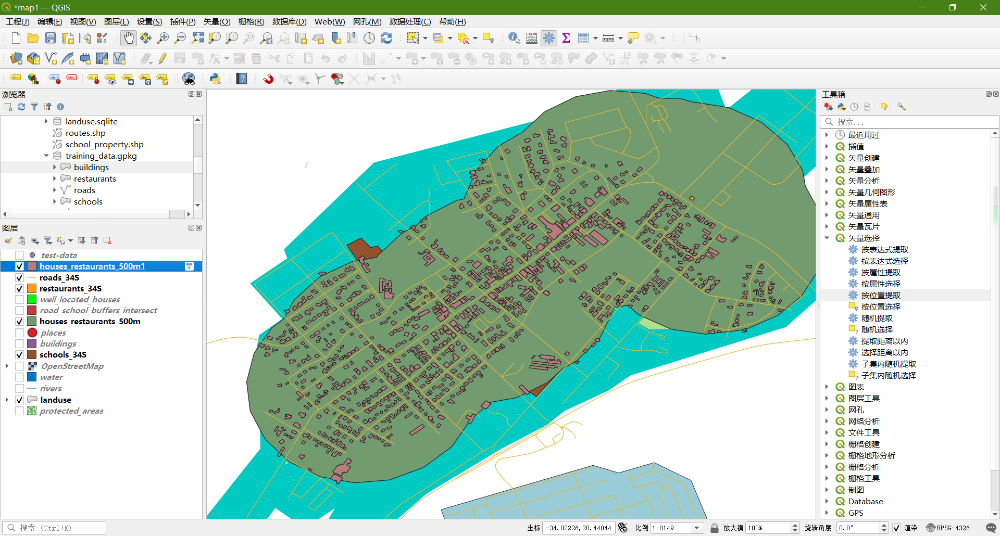 *map1 — QGIS
工程(J) 编辑(E) 视图(V) 图层(L) 设置(S) 插件(P) 矢量(O) 栅格(R) 数据库(D) Web(W) 网孔(M) 数据处理(C) 帮助(H)
浏览器
landuse.sqlite
routes.shp
school_property.shp
training_data.gpkg
buildings
restaurants
roads
schools
图层
test-data
houses_restaurants_500m1
roads_34S
restaurants_34S
well_located_houses
road_school_buffers_intersect
houses_restaurants_500m
places
buildings
schools_34S
OpenStreetMap
water
rivers
landuse
protected_areas
工具箱
搜索...
最近用过
插值
矢量创建
矢量叠加
矢量分析
矢量几何图形
矢量属性表
矢量通用
矢量瓦片
矢量选择
按表达式提取
按表达式选择
按属性提取
按属性选择
按位置提取
按位置选择
随机提取
随机选择
提取距离以内
选择距离以内
子集内随机提取
子集内随机选择
图表
图层工具
网孔
网络分析
文件工具
栅格创建
栅格地形分析
栅格分析
栅格工具
制图
Database
GPS
搜索 (Ctrl+K)
坐标 -34.02226,20.44044 比例 1:8149 放大镜 100% 旋转角度 0.0° 渲染 EPSG:4326